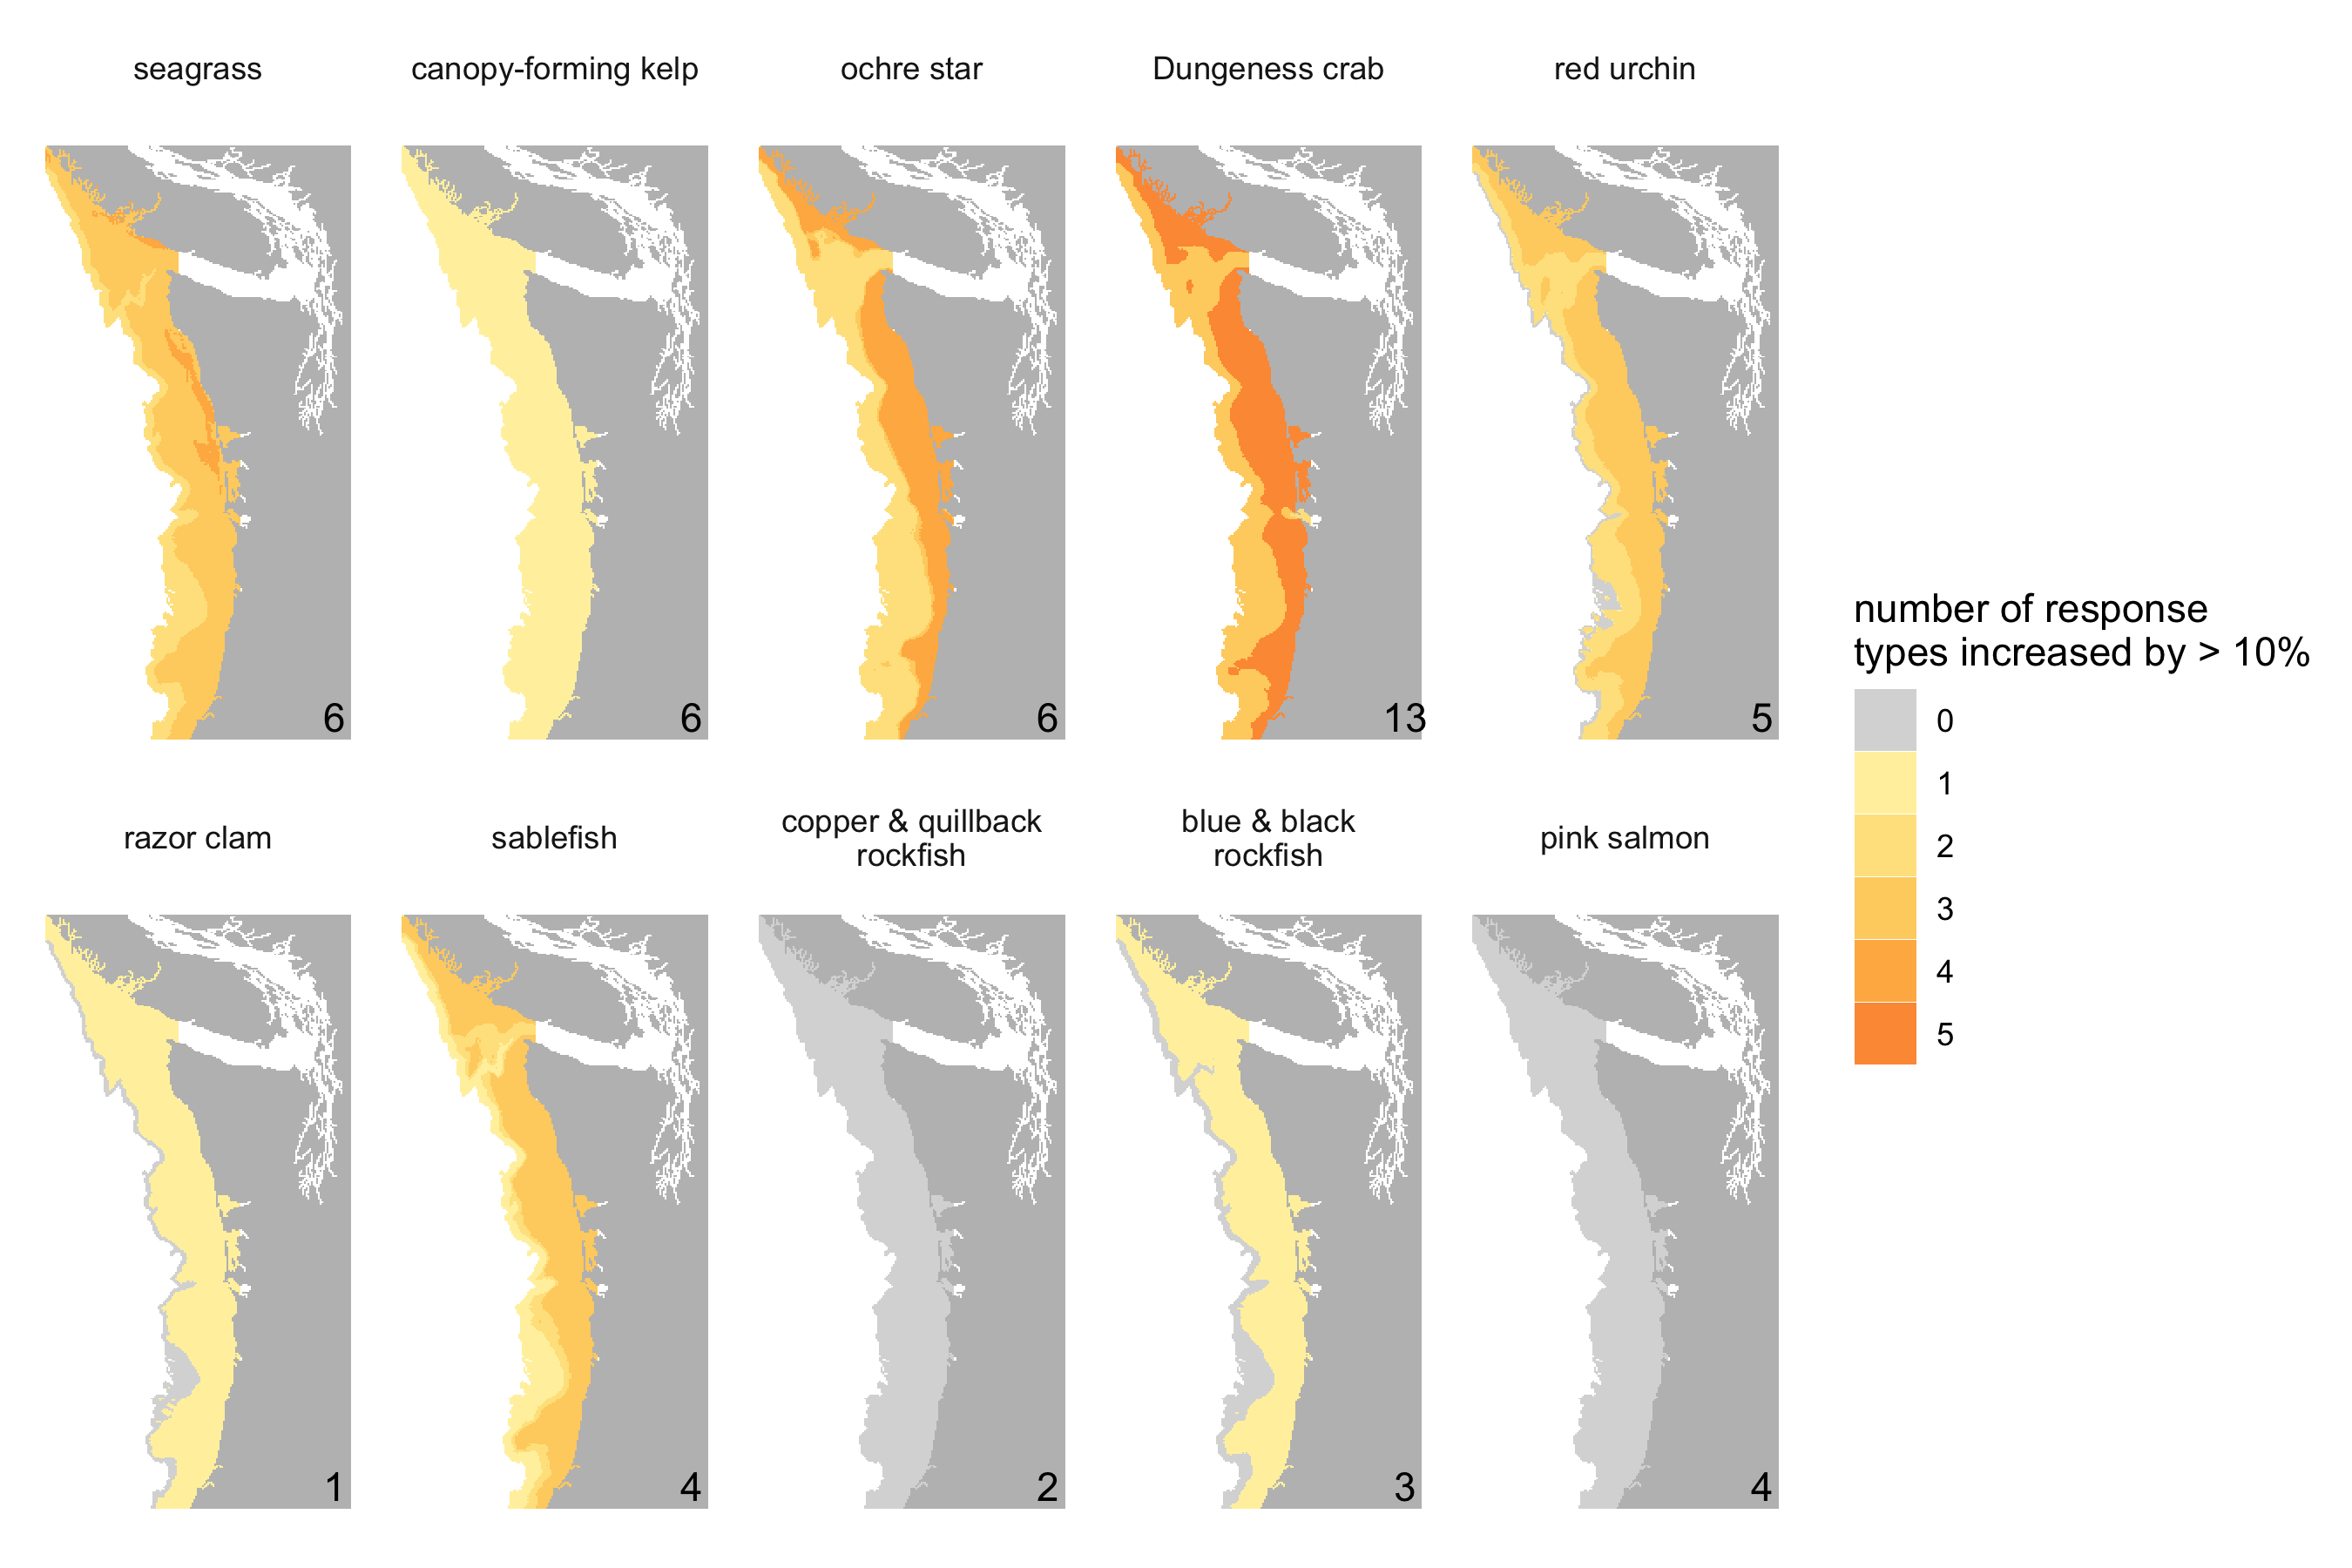 seagrass
canopy-forming kelp
ochre star
Dungeness crab
red urchin
6
6
6
13
5
razor clam
sablefish
copper & quillback
rockfish
blue & black
rockfish
pink salmon
1
4
2
3
4
number of response
types increased by > 10%
0
1
2
3
4
5